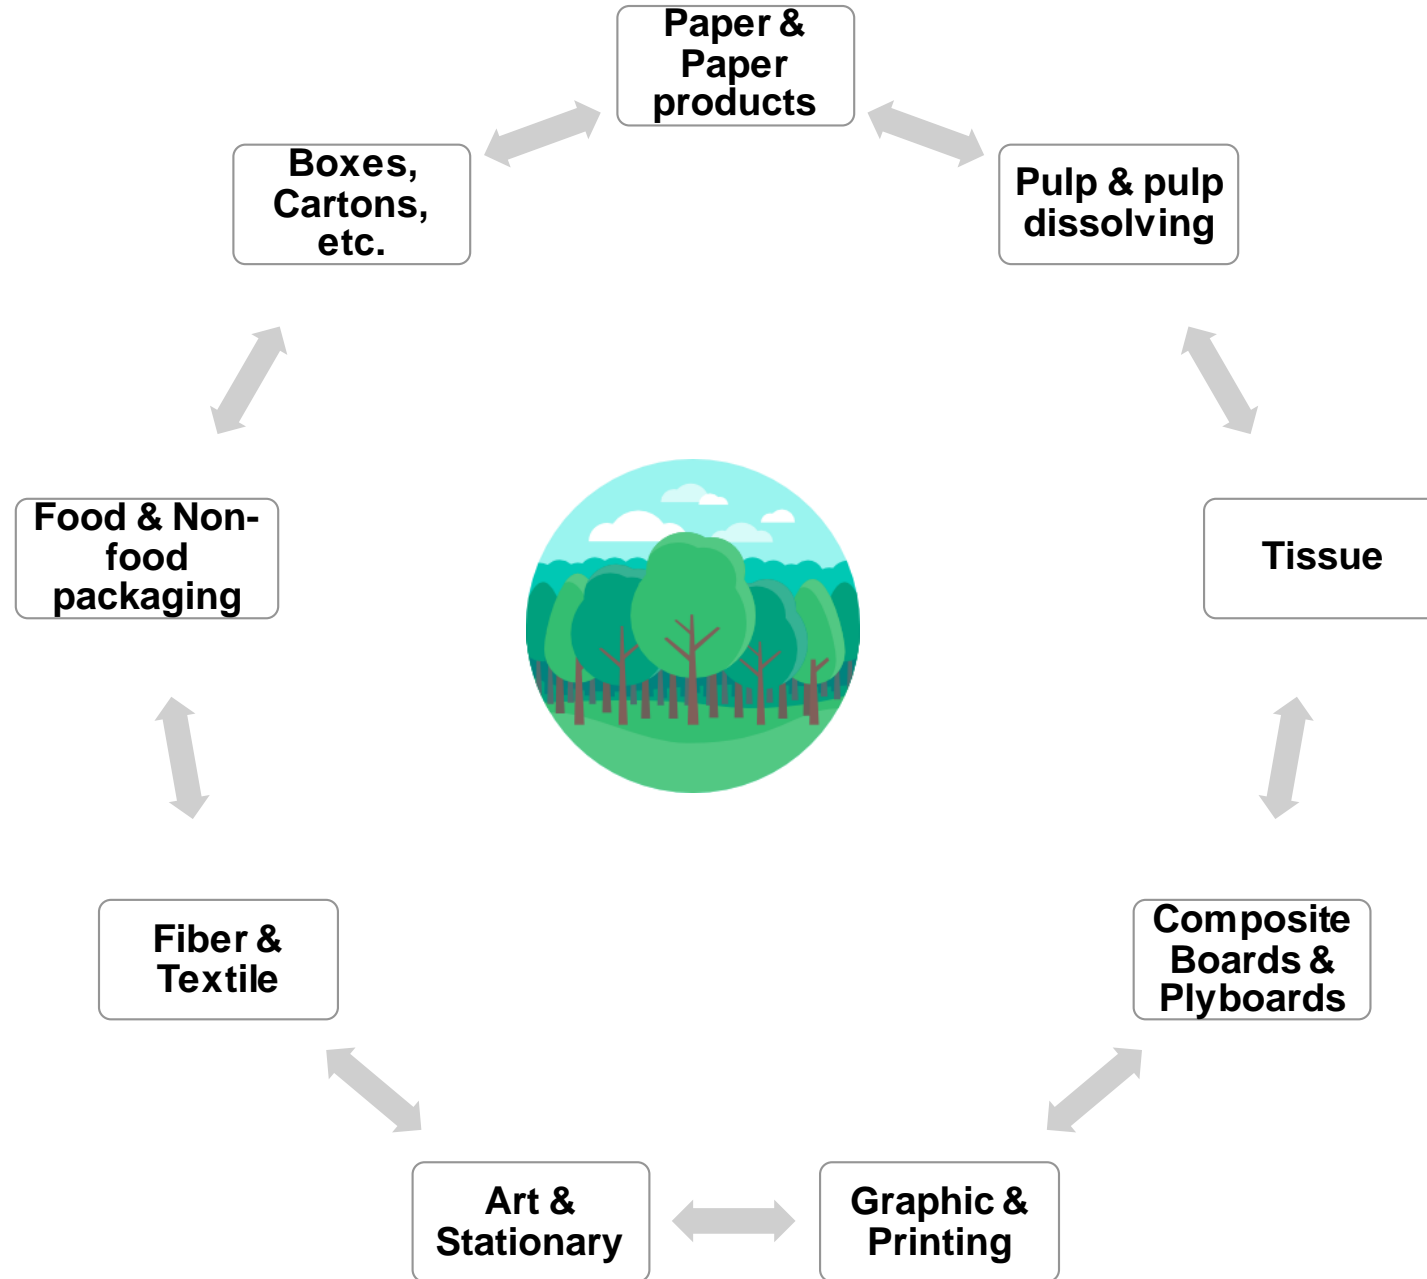 Paper &
Paper
products
Pulp & pulp
dissolving
Tissue
Composite
Boards &
Plyboards
Graphic &
Printing
Art &
Stationary
Fiber &
Textile
Food & Non-
food
packaging
Boxes,
Cartons,
etc.